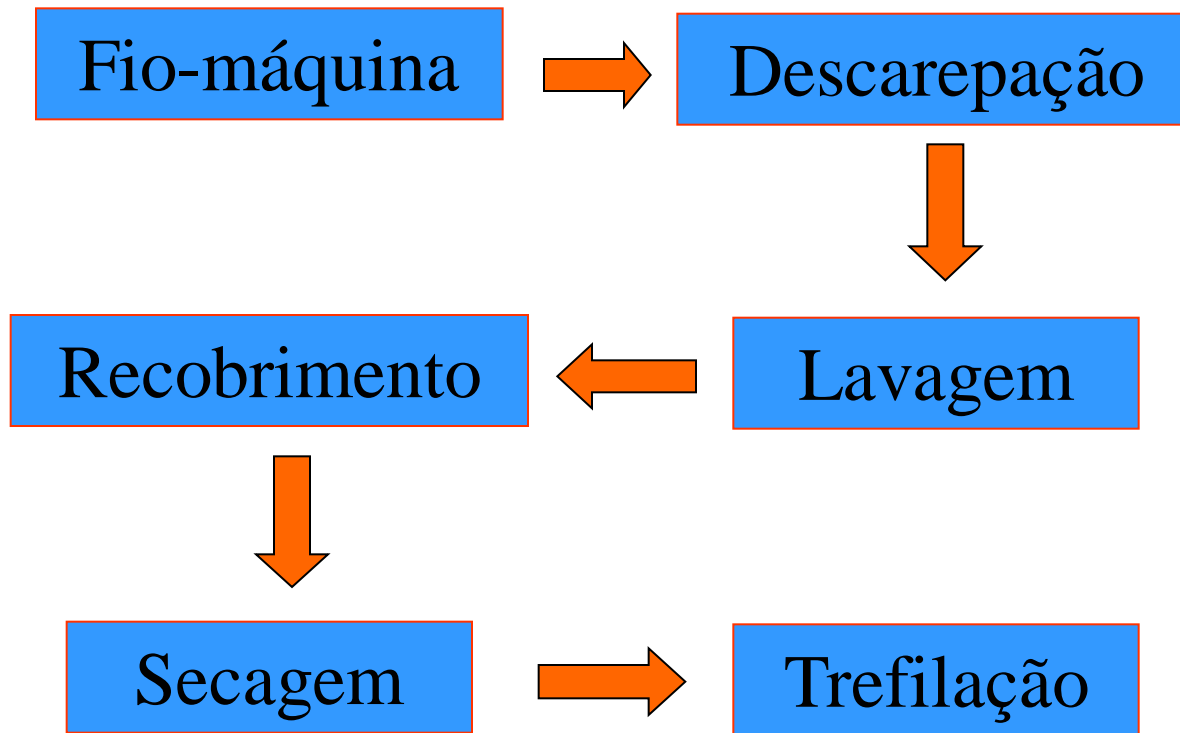 Fio-máquina
Descarepação
Recobrimento
Lavagem
Secagem
Trefilação